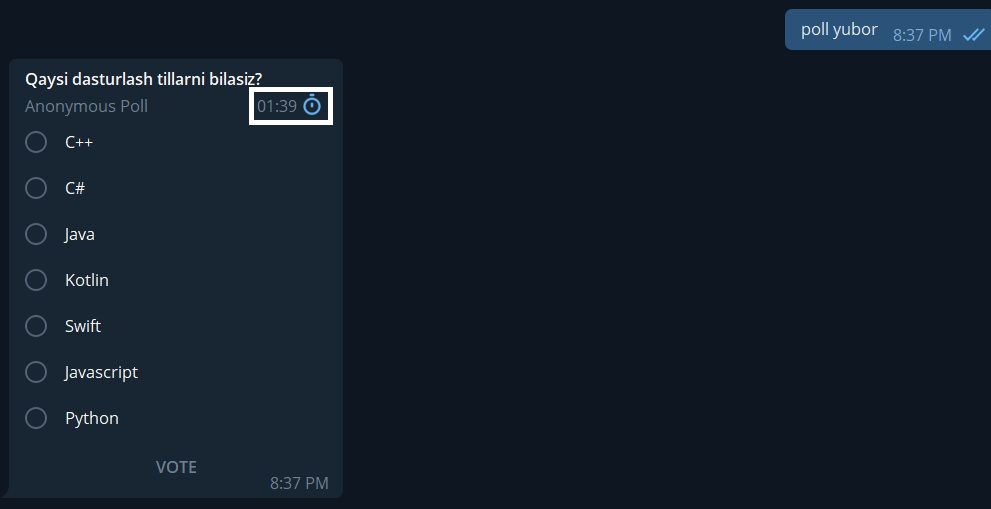 poll yubor 8:37 PM
Qaysi dasturlash tillarni bilasiz?
Anonymous Poll 01:39
C++
C#
Java
Kotlin
Swift
Javascript
Python
VOTE
8:37 PM